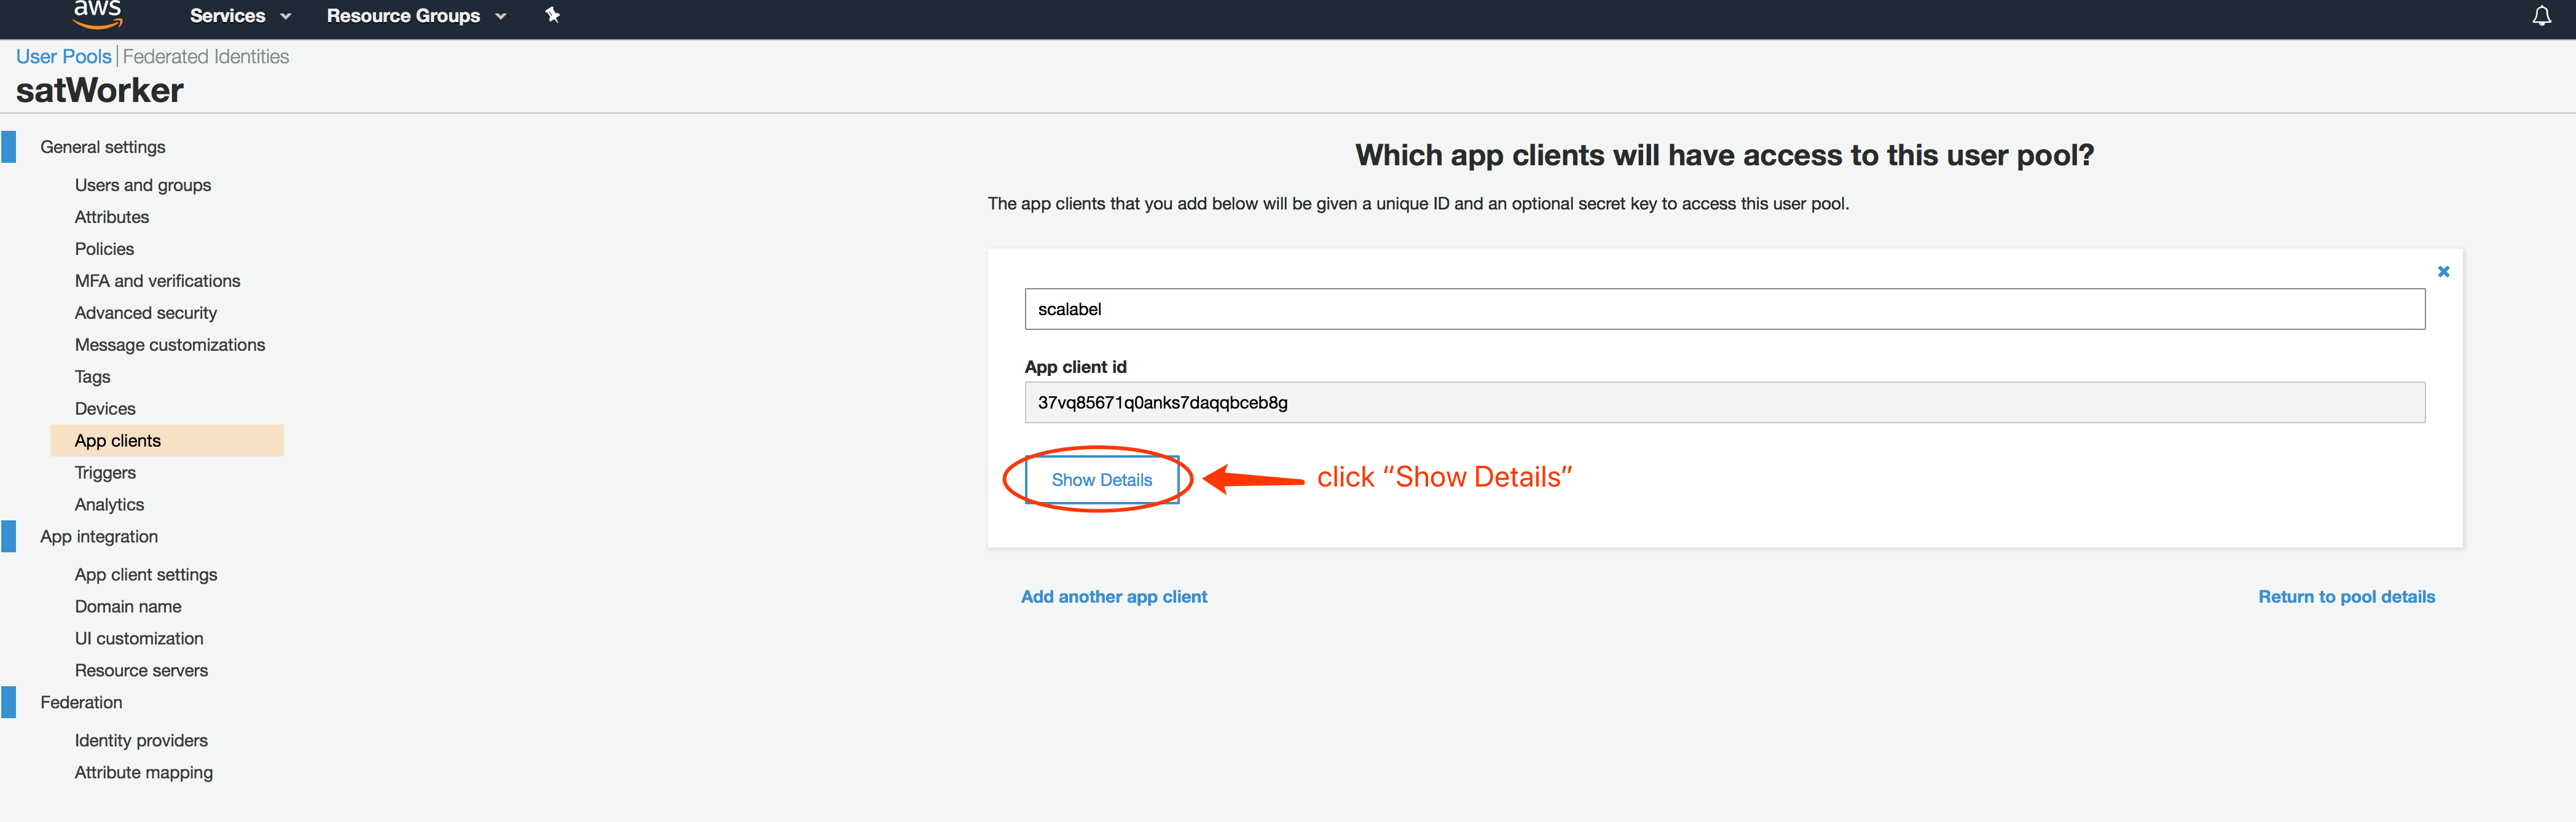 aws
Services
Resource Groups
User Pools | Federated Identities
satWorker
General settings
Users and groups
Attributes
Policies
MFA and verifications
Advanced security
Message customizations
Tags
Devices
App clients
Triggers
Analytics
App integration
App client settings
Domain name
UI customization
Resource servers
Federation
Identity providers
Attribute mapping
Which app clients will have access to this user pool?
The app clients that you add below will be given a unique ID and an optional secret key to access this user pool.
scalabel
App client id
37vq85671q0anks7daqqbceb8g
Show Details
click “Show Details”
Add another app client
Return to pool details